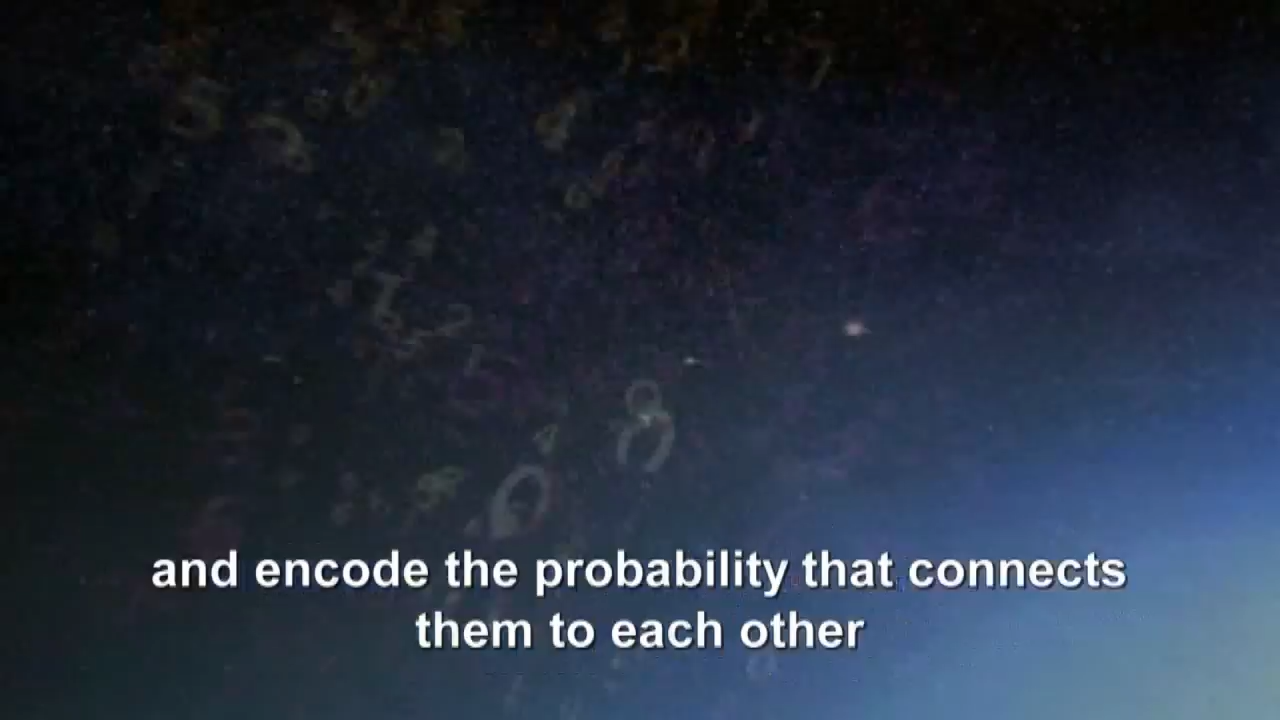 and encode the probability that connects
them to each other